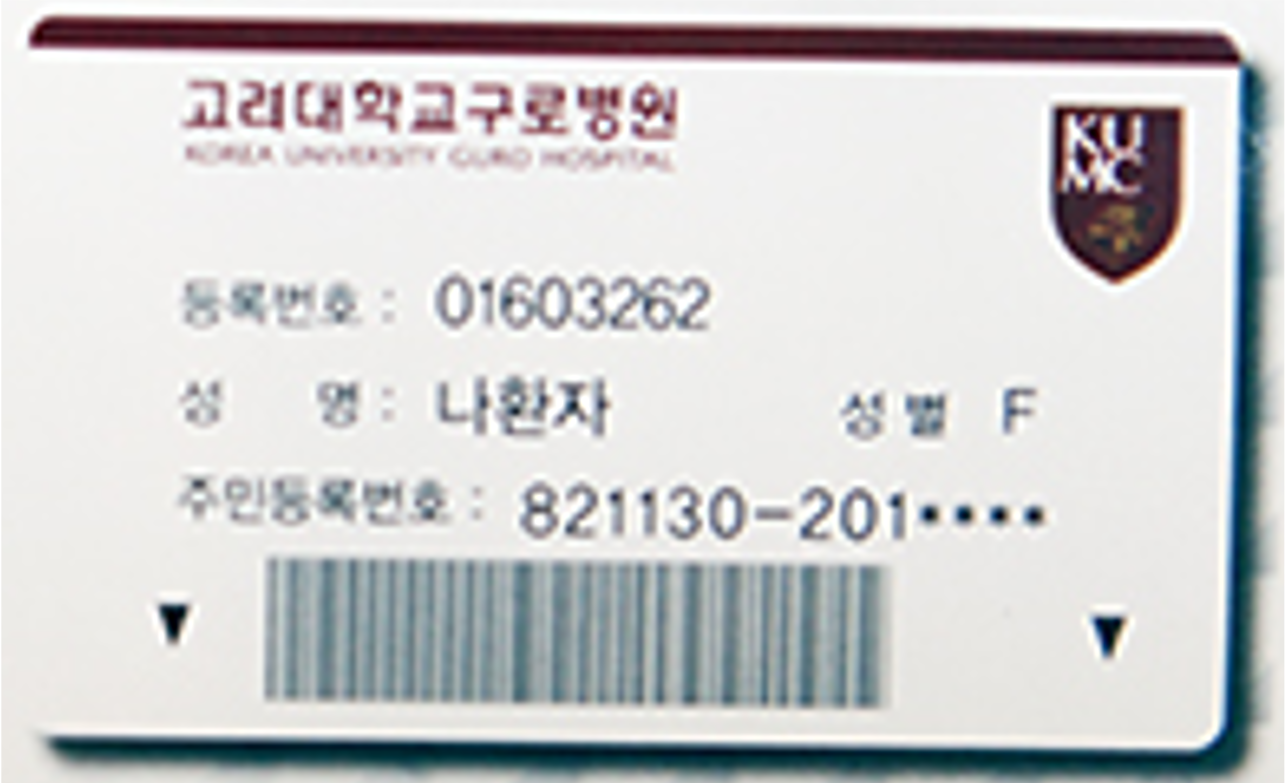 고려대학교구로병원
KOREA UNIVERSITY GURO HOSPITAL
KU
MC
등록번호 : 01603262
성 명 : 나환자 성별 F
주민등록번호 : 821130-201••••